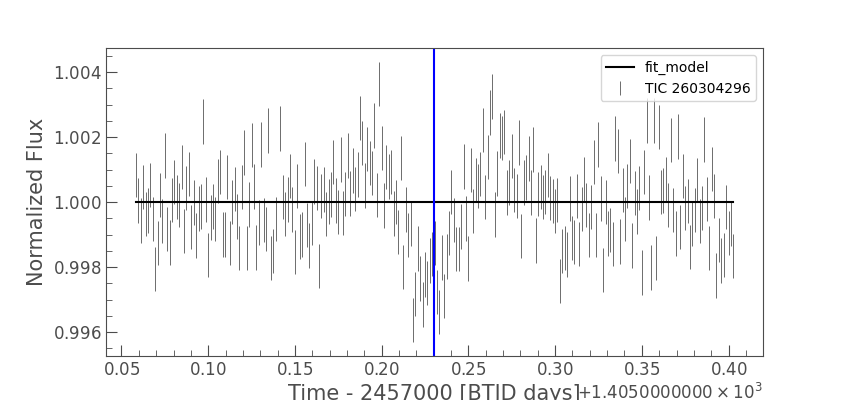 1.004
1.002
1.000
0.998
0.996
Normalized Flux
fit_model
TIC 260304296
0.05 0.10 0.15 0.20 0.25 0.30 0.35 0.40
Time - 2457000 [BTJD days]
+1.4050000000 × 10³